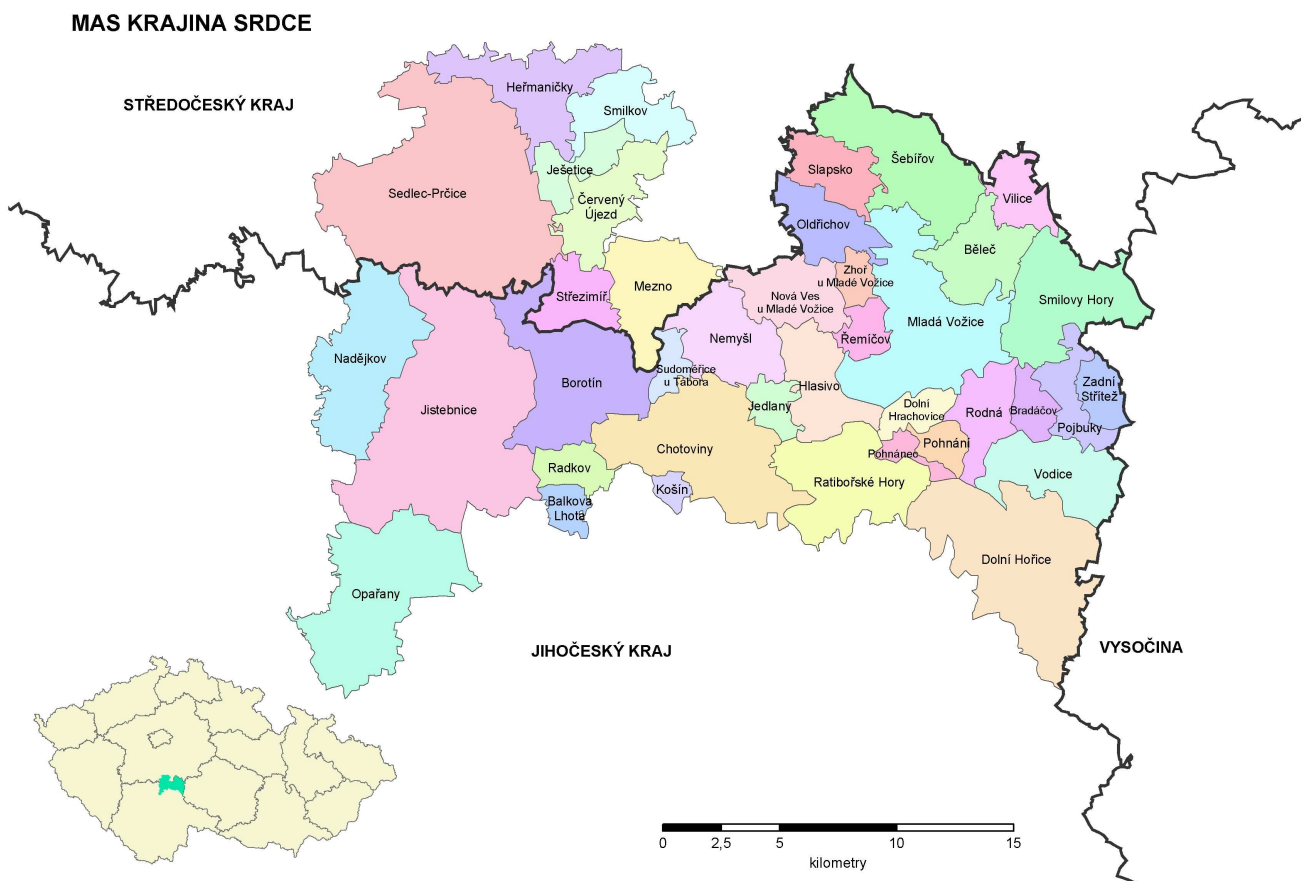 MAS KRAJINA SRDCE
STŘEDOČESKÝ KRAJ
Heřmaničky
Smilkov
Ješetice
Sedlec-Prčice
Červený
Újezd
Slapsko
Šebířov
Vilice
Oldřichov
Běleč
Střezimíř
Mezno
Zhoř
u Mladé Vožice
Nová Ves
u Mladé Vožice
Smilovy Hory
Mladá Vožice
Nadějkov
Nemyšl
Řemíčov
Sudoměřice
u Tábora
Borotín
Hlasivo
Zadní
Střítež
Jistebnice
Jedlany
Dolní
Hrachovice
Rodná
Bradáčov
Pojbuky
Chotoviny
Pohnánec
Pohnání
Radkov
Košín
Ratibořské Hory
Vodice
Balkova
Lhota
Dolní Hořice
Opařany
JIHOČESKÝ KRAJ
VYSOČINA
0 2,5 5 10 15
kilometry